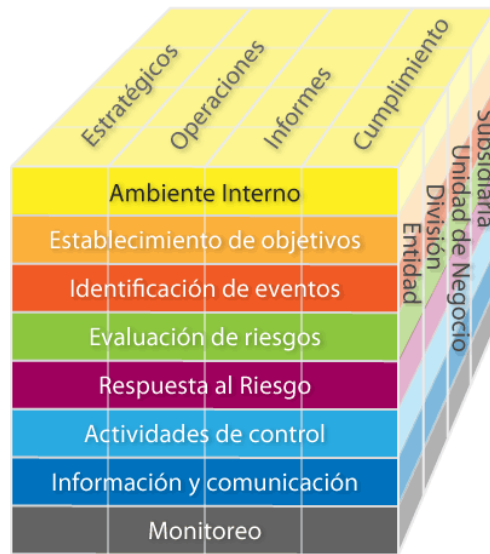 Estratégicos
Operaciones
Informes
Cumplimiento
Ambiente Interno
Establecimiento de objetivos
Identificación de eventos
Evaluación de riesgos
Respuesta al Riesgo
Actividades de control
Información y comunicación
Monitoreo
Entidad
División
Unidad de Negocio
Subsidiaria